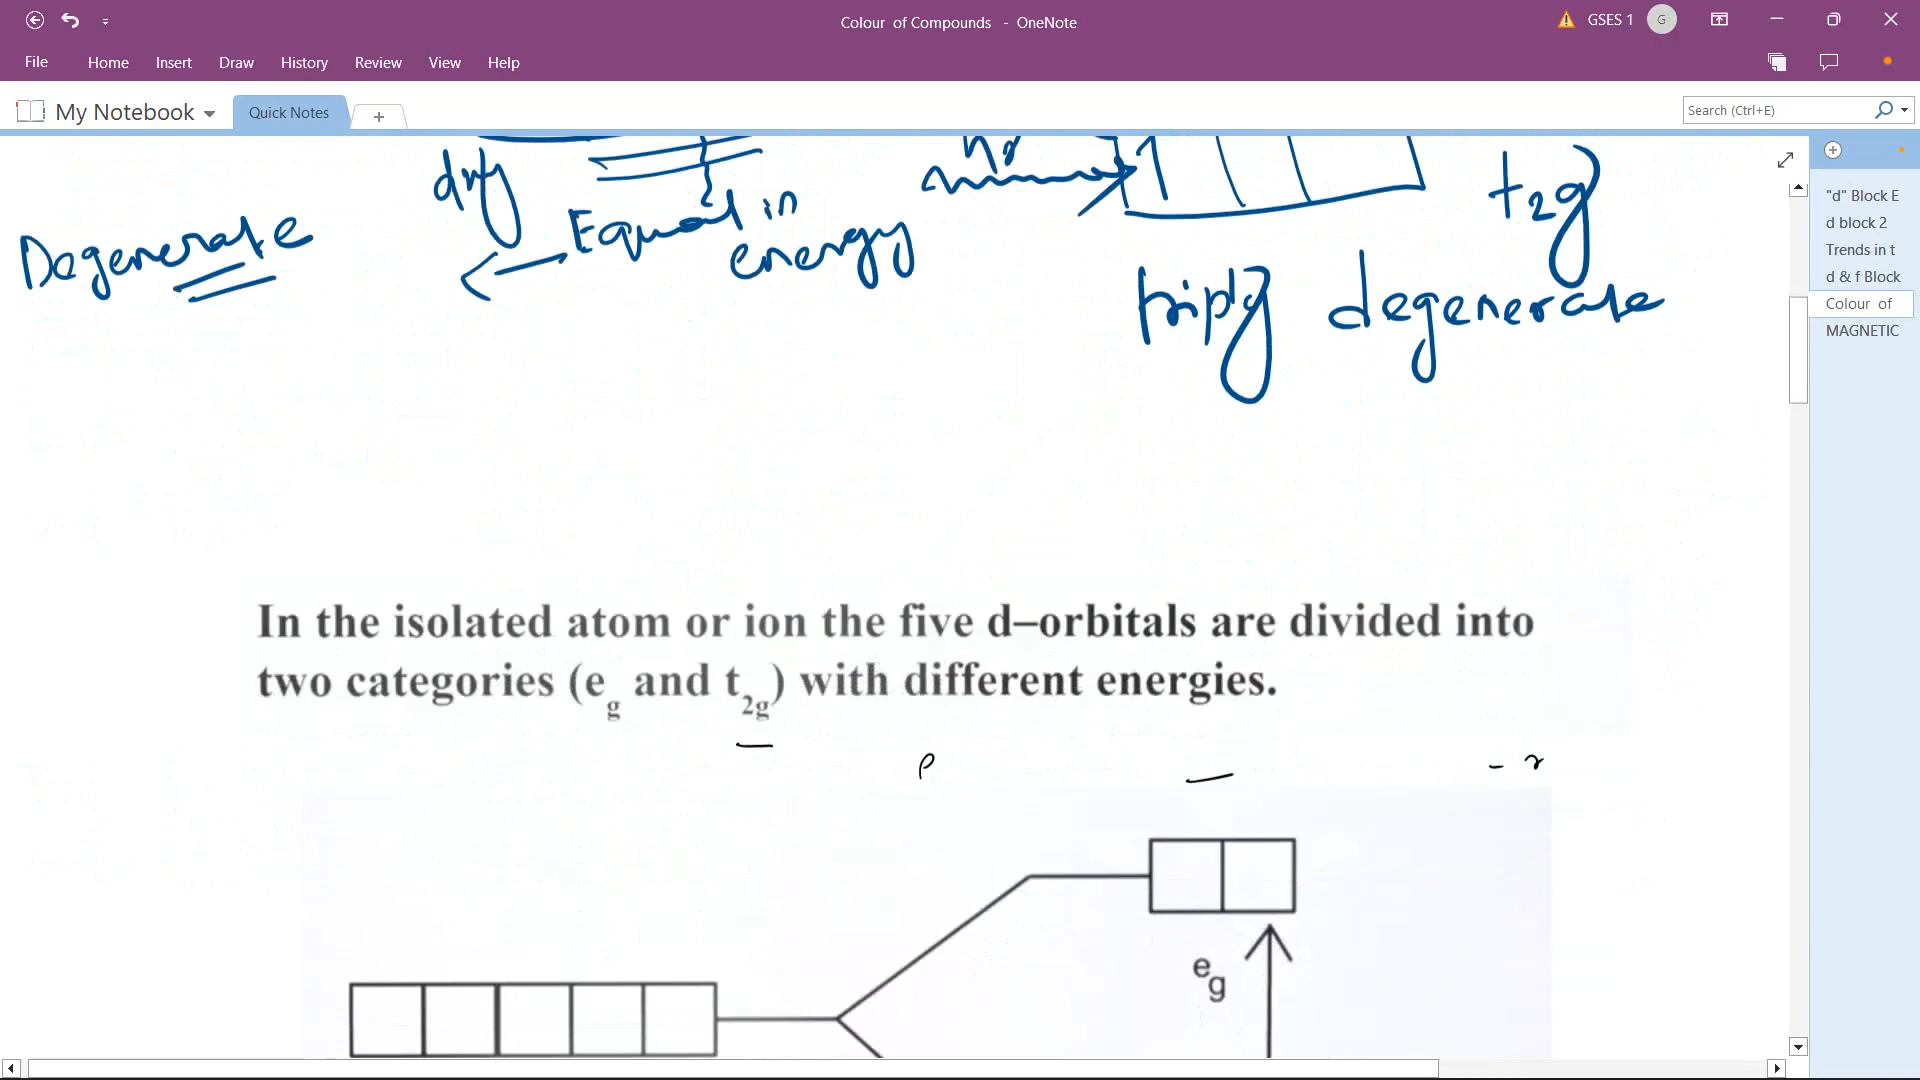 Colour of Compounds - OneNote
GSES 1
G
File Home Insert Draw History Review View Help
My Notebook
Quick Notes
+
Search (Ctrl+E)
"d" Block E
d block 2
Trends in t
d & f Block
Colour of
MAGNETIC
t2g
Equal in
energy
Degenerate
triply degenerate
In the isolated atom or ion the five d–orbitals are divided into
two categories (eg and t2g) with different energies.
eg